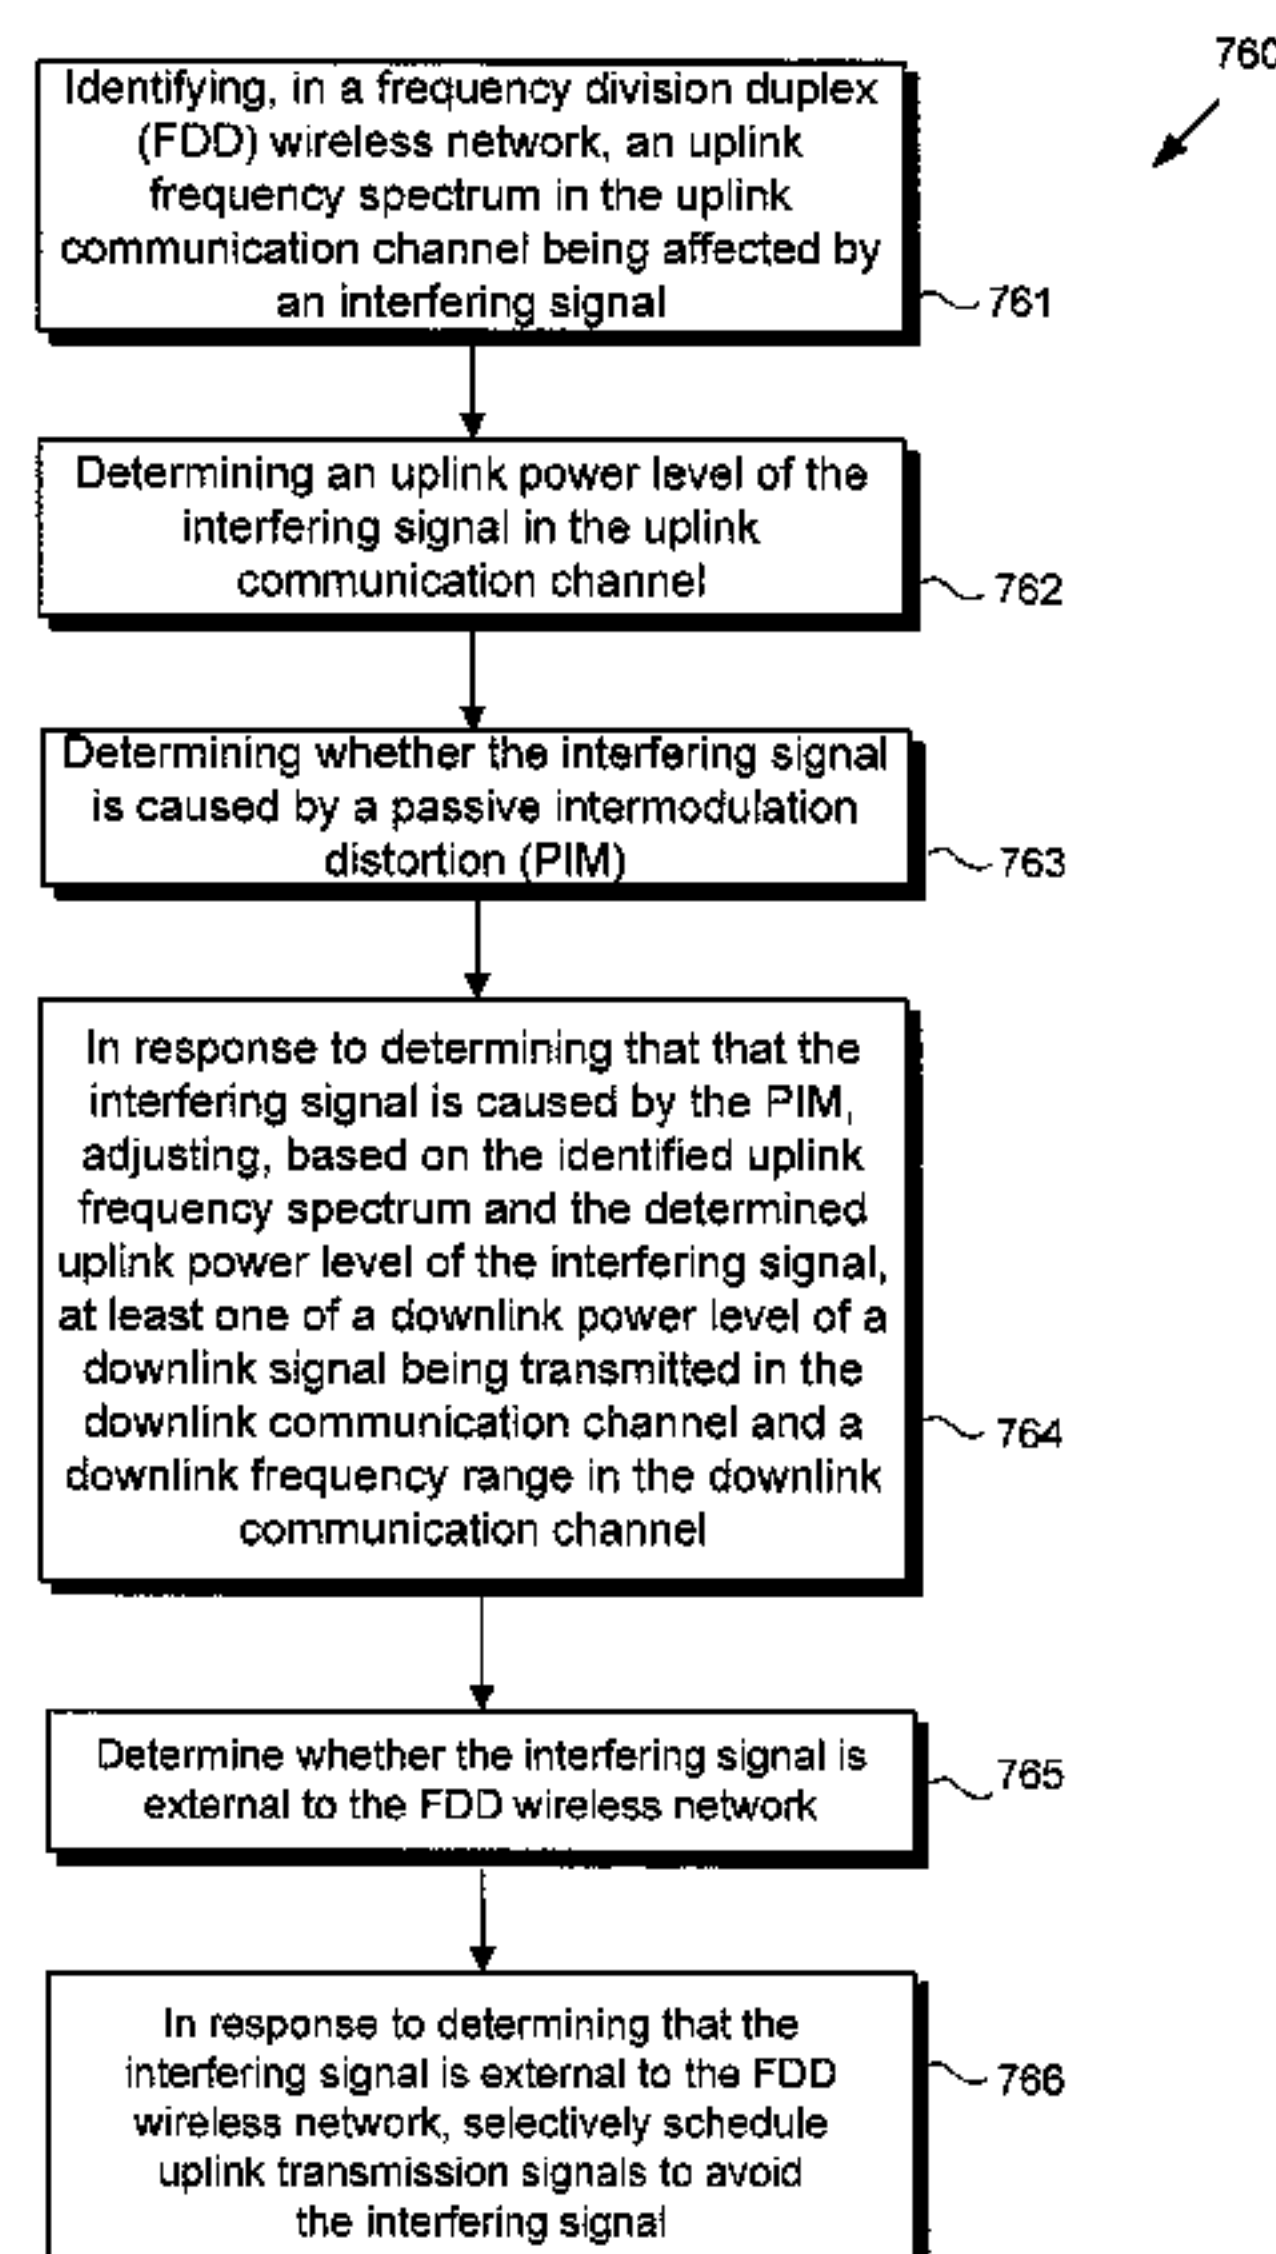 760
Identifying, in a frequency division duplex
(FDD) wireless network, an uplink
frequency spectrum in the uplink
communication channel being affected by
an interfering signal
761
Determining an uplink power level of the
interfering signal in the uplink
communication channel
762
Determining whether the interfering signal
is caused by a passive intermodulation
distortion (PIM)
763
In response to determining that that the
interfering signal is caused by the PIM,
adjusting, based on the identified uplink
frequency spectrum and the determined
uplink power level of the interfering signal,
at least one of a downlink power level of a
downlink signal being transmitted in the
downlink communication channel and a
downlink frequency range in the downlink
communication channel
764
Determine whether the interfering signal is
external to the FDD wireless network
765
In response to determining that the
interfering signal is external to the FDD
wireless network, selectively schedule
uplink transmission signals to avoid
the interfering signal
766